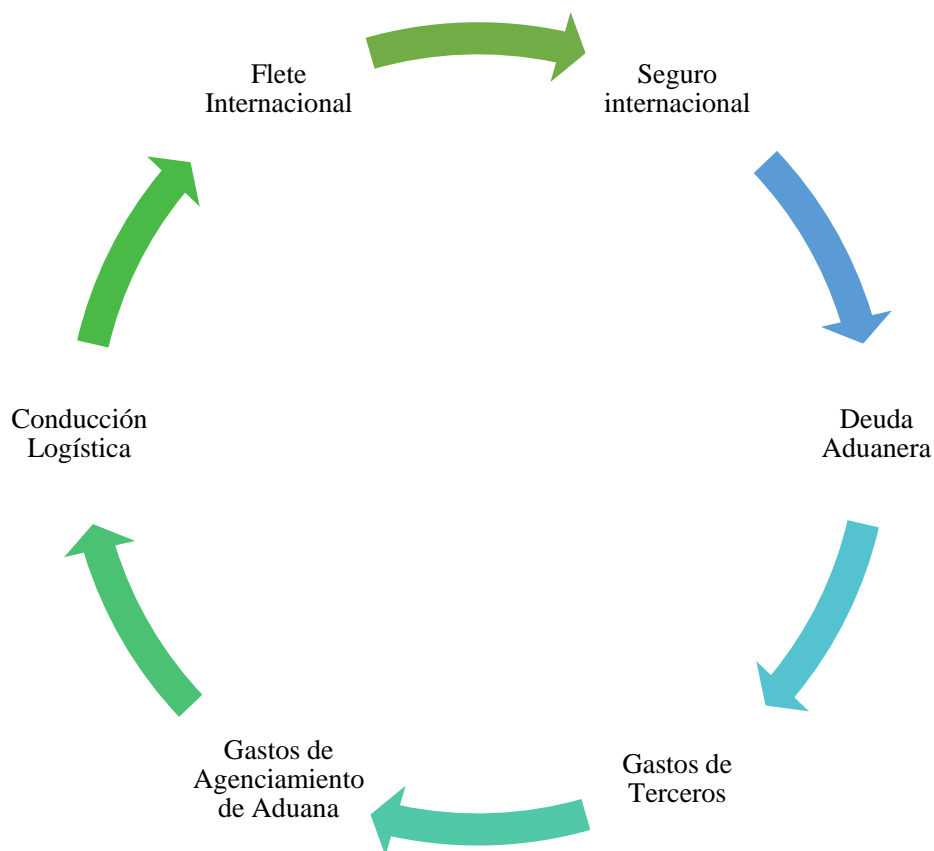 Flete
Internacional
Seguro
internacional
Deuda
Aduanera
Gastos de
Terceros
Gastos de
Agenciamiento
de Aduana
Conducción
Logística